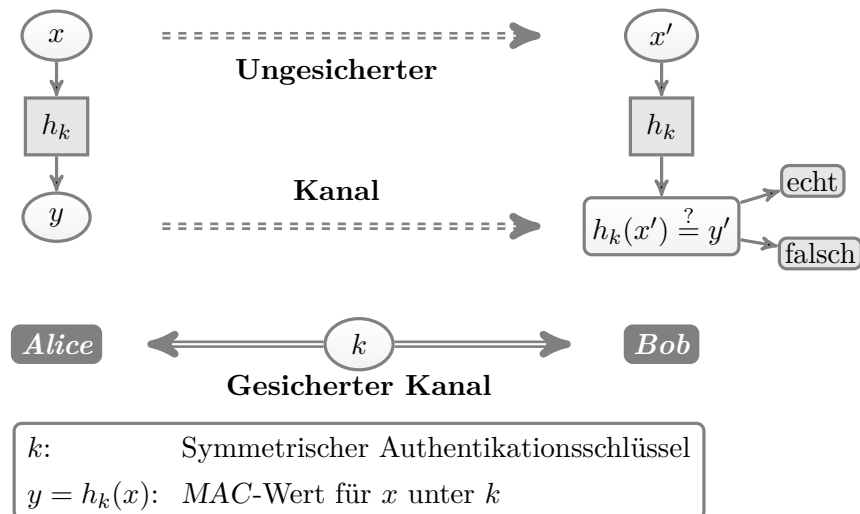 x x′
Ungesicherter
h_k h_k
echt
Kanal
y h_k(x′) ≟ y′
falsch
Alice k Bob
Gesicherter Kanal
k: Symmetrischer Authentikationsschlüssel
y = h_k(x): MAC-Wert für x unter k